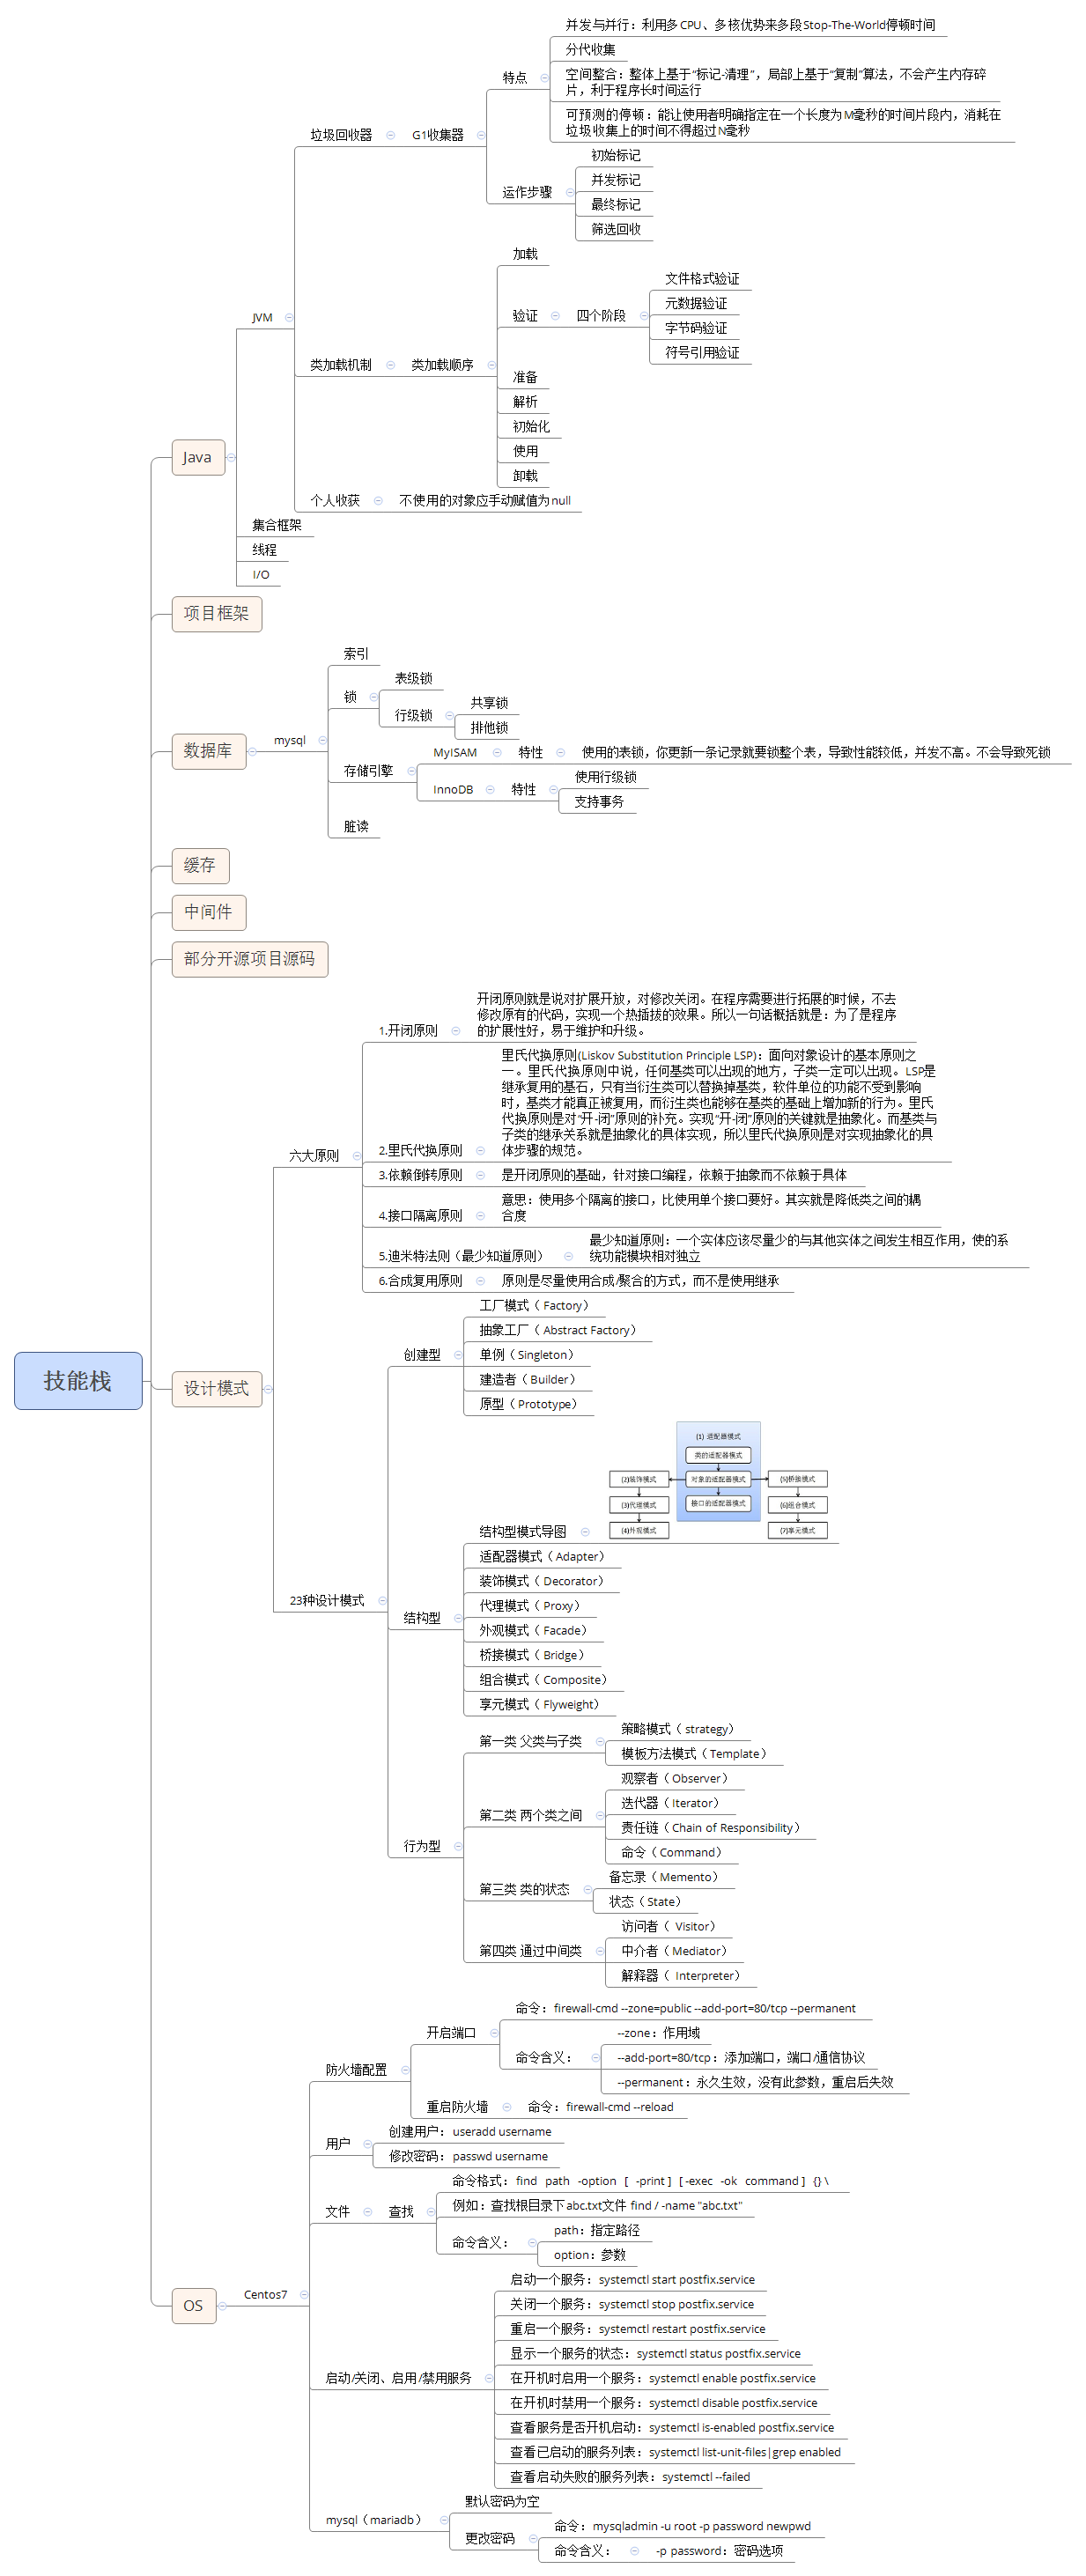 并发与并行：利用多CPU、多核优势来多段Stop-The-World停顿时间
分代收集
空间整合：整体上基于“标记-清理”，局部上基于“复制”算法，不会产生内存碎
片，利于程序长时间运行
特点
可预测的停顿：能让使用者明确指定在一个长度为M毫秒的时间片段内，消耗在
垃圾收集上的时间不得超过N毫秒
垃圾回收器
G1收集器
初始标记
并发标记
运作步骤
最终标记
筛选回收
加载
文件格式验证
元数据验证
验证
四个阶段
字节码验证
符号引用验证
JVM
类加载机制
类加载顺序
准备
解析
初始化
使用
卸载
Java
个人收获
不使用的对象应手动赋值为null
集合框架
线程
I/O
项目框架
索引
表级锁
锁
行级锁
共享锁
排他锁
数据库
mysql
MyISAM
特性
使用的表锁，你更新一条记录就要锁整个表，导致性能较低，并发不高。不会导致死锁
存储引擎
InnoDB
特性
使用行级锁
支持事务
脏读
缓存
中间件
部分开源项目源码
开闭原则就是说对扩展开放，对修改关闭。在程序需要进行拓展的时候，不去
修改原有的代码，实现一个热插拔的效果。所以一句话概括就是：为了是程序
的扩展性好，易于维护和升级。
1.开闭原则
里氏代换原则(Liskov Substitution Principle LSP)：面向对象设计的基本原则之
一。里氏代换原则中说，任何基类可以出现的地方，子类一定可以出现。LSP是
继承复用的基石，只有当衍生类可以替换掉基类，软件单位的功能不受到影响
时，基类才能真正被复用，而衍生类也能够在基类的基础上增加新的行为。里氏
代换原则是对“开-闭”原则的补充。实现“开-闭”原则的关键就是抽象化。而基类与
子类的继承关系就是抽象化的具体实现，所以里氏代换原则是对实现抽象化的具
体步骤的规范。
2.里氏代换原则
六大原则
3.依赖倒转原则
是开闭原则的基础，针对接口编程，依赖于抽象而不依赖于具体
意思：使用多个隔离的接口，比使用单个接口要好。其实就是降低类之间的耦
合度
4.接口隔离原则
最少知道原则：一个实体应该尽量少的与其他实体之间发生相互作用，使的系
统功能模块相对独立
5.迪米特法则（最少知道原则）
6.合成复用原则
原则是尽量使用合成/聚合的方式，而不是使用继承
技能栈
设计模式
工厂模式（Factory）
抽象工厂（Abstract Factory）
创建型
单例（Singleton）
建造者（Builder）
原型（Prototype）
(1) 适配器模式
类的适配器模式
(2)装饰模式
对象的适配器模式
(5)桥接模式
(3)代理模式
接口的适配器模式
(6)组合模式
(4)外观模式
(7)享元模式
结构型模式导图
适配器模式（Adapter）
装饰模式（Decorator）
23种设计模式
代理模式（Proxy）
结构型
外观模式（Facade）
桥接模式（Bridge）
组合模式（Composite）
享元模式（Flyweight）
策略模式（strategy）
第一类 父类与子类
模板方法模式（Template）
观察者（Observer）
迭代器（Iterator）
第二类 两个类之间
责任链（Chain of Responsibility）
行为型
命令（Command）
备忘录（Memento）
第三类 类的状态
状态（State）
访问者（ Visitor）
第四类 通过中间类
中介者（Mediator）
解释器（ Interpreter）
命令：firewall-cmd --zone=public --add-port=80/tcp --permanent
开启端口
--zone：作用域
命令含义：
--add-port=80/tcp：添加端口，端口/通信协议
防火墙配置
--permanent：永久生效，没有此参数，重启后失效
重启防火墙
命令：firewall-cmd --reload
创建用户：useradd username
用户
修改密码：passwd username
命令格式：find path -option [ -print ] [ -exec -ok command ] {} \
文件
查找
例如：查找根目录下abc.txt文件 find / -name "abc.txt"
path：指定路径
命令含义：
option：参数
OS
Centos7
启动一个服务：systemctl start postfix.service
关闭一个服务：systemctl stop postfix.service
重启一个服务：systemctl restart postfix.service
显示一个服务的状态：systemctl status postfix.service
启动/关闭、启用/禁用服务
在开机时启用一个服务：systemctl enable postfix.service
在开机时禁用一个服务：systemctl disable postfix.service
查看服务是否开机启动：systemctl is-enabled postfix.service
查看已启动的服务列表：systemctl list-unit-files|grep enabled
查看启动失败的服务列表：systemctl --failed
默认密码为空
mysql（mariadb）
更改密码
命令：mysqladmin -u root -p password newpwd
命令含义：
-p password：密码选项